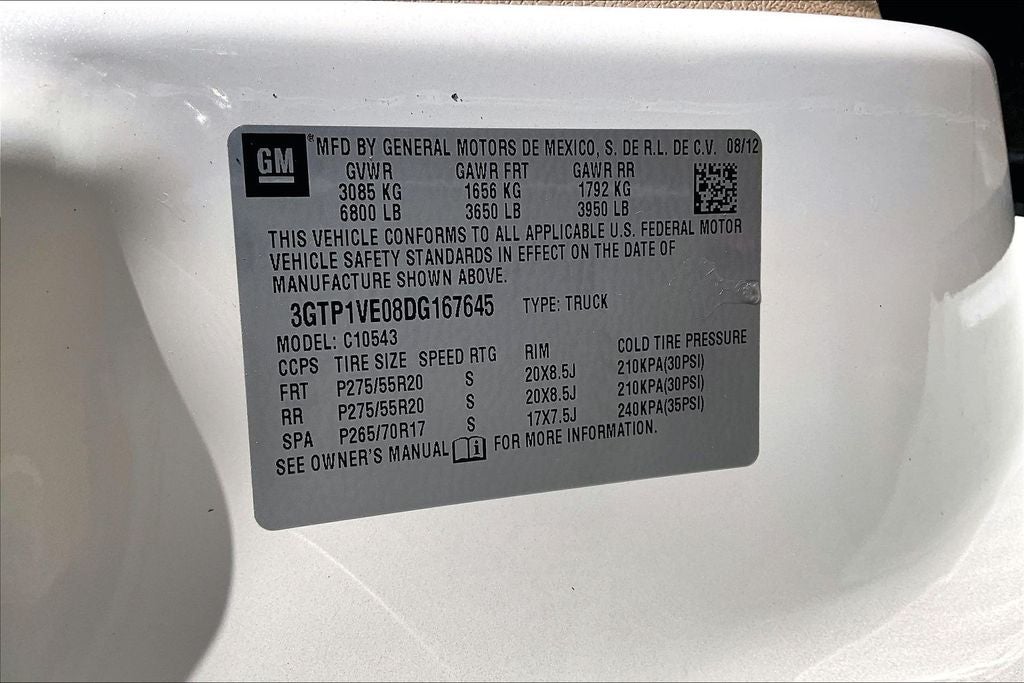 GM ® MFD BY GENERAL MOTORS DE MEXICO, S. DE R.L. DE C.V. 08/12
GVWR GAWR FRT GAWR RR
3085 KG 1656 KG 1792 KG
6800 LB 3650 LB 3950 LB
THIS VEHICLE CONFORMS TO ALL APPLICABLE U.S. FEDERAL MOTOR
VEHICLE SAFETY STANDARDS IN EFFECT ON THE DATE OF
MANUFACTURE SHOWN ABOVE.
3GTP1VE08DG167645 TYPE: TRUCK
MODEL: C10543
CCPS TIRE SIZE SPEED RTG RIM COLD TIRE PRESSURE
FRT P275/55R20 S 20X8.5J 210KPA(30PSI)
RR P275/55R20 S 20X8.5J 210KPA(30PSI)
SPA P265/70R17 S 17X7.5J 240KPA(35PSI)
SEE OWNER'S MANUAL FOR MORE INFORMATION.